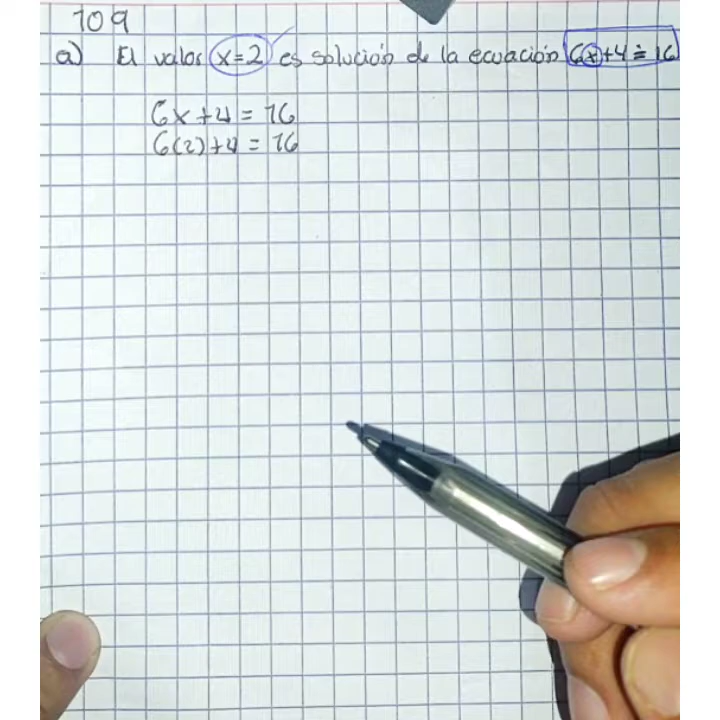 109
a) El valor x=2 es solución de la ecuación 6x+4=16
6x+4=16
6(2)+4=16